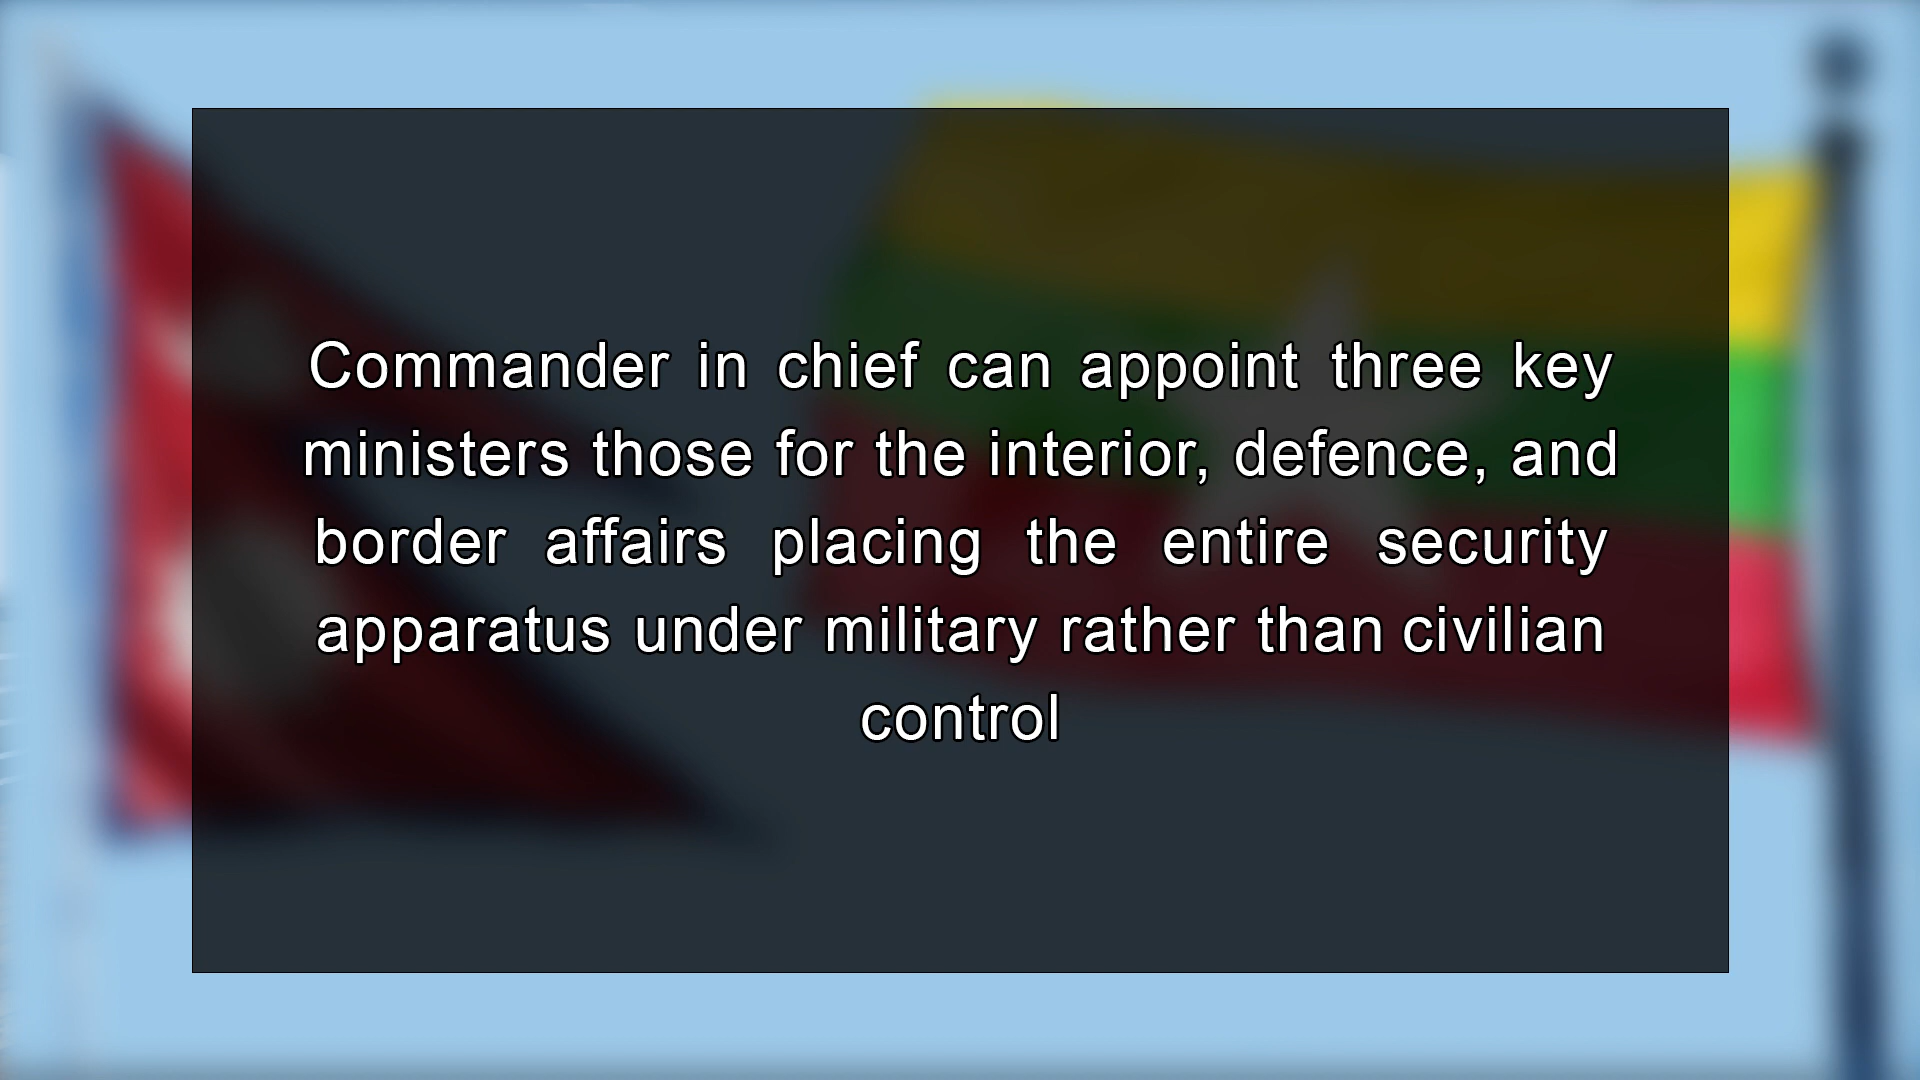 Commander in chief can appoint three key
ministers those for the interior, defence, and
border affairs placing the entire security
apparatus under military rather than civilian
control